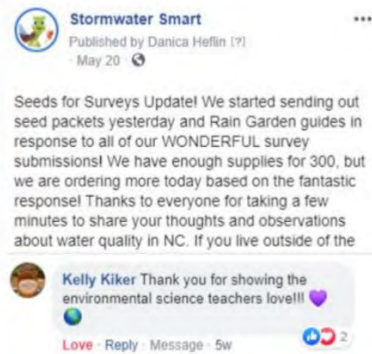 Stormwater Smart
Published by Danica Heflin [?]
· May 20 ·
Seeds for Surveys Update! We started sending out
seed packets yesterday and Rain Garden guides in
response to all of our WONDERFUL survey
submissions! We have enough supplies for 300, but
we are ordering more today based on the fantastic
response! Thanks to everyone for taking a few
minutes to share your thoughts and observations
about water quality in NC. If you live outside of the
Kelly Kiker Thank you for showing the
environmental science teachers love!!! 💜
🌎
Love · Reply · Message · 5w
2